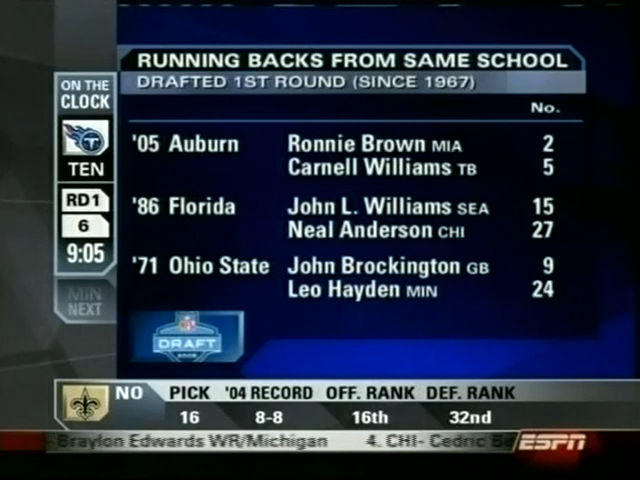 RUNNING BACKS FROM SAME SCHOOL
DRAFTED 1ST ROUND (SINCE 1967)
No.
'05 Auburn Ronnie Brown MIA 2
Carnell Williams TB 5
'86 Florida John L. Williams SEA 15
Neal Anderson CHI 27
'71 Ohio State John Brockington GB 9
Leo Hayden MIN 24
ON THE
CLOCK
T
TEN
RD1
6
9:05
MIN
NEXT
NFL
DRAFT
NO PICK '04 RECORD OFF. RANK DEF. RANK
16 8-8 16th 32nd
Braylon Edwards WR/Michigan 4. CHI- Cedric
ESPN